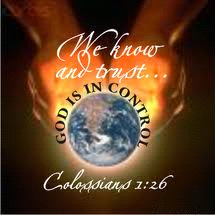 We know
and trust...
GOD IS IN CONTROL
Colossians 1:26